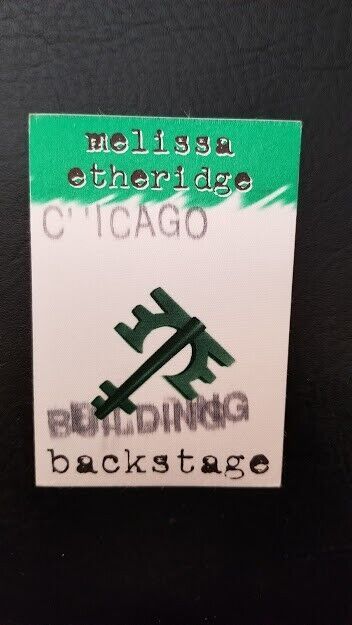 melissa
etheridge
CHICAGO
BUILDING
backstage